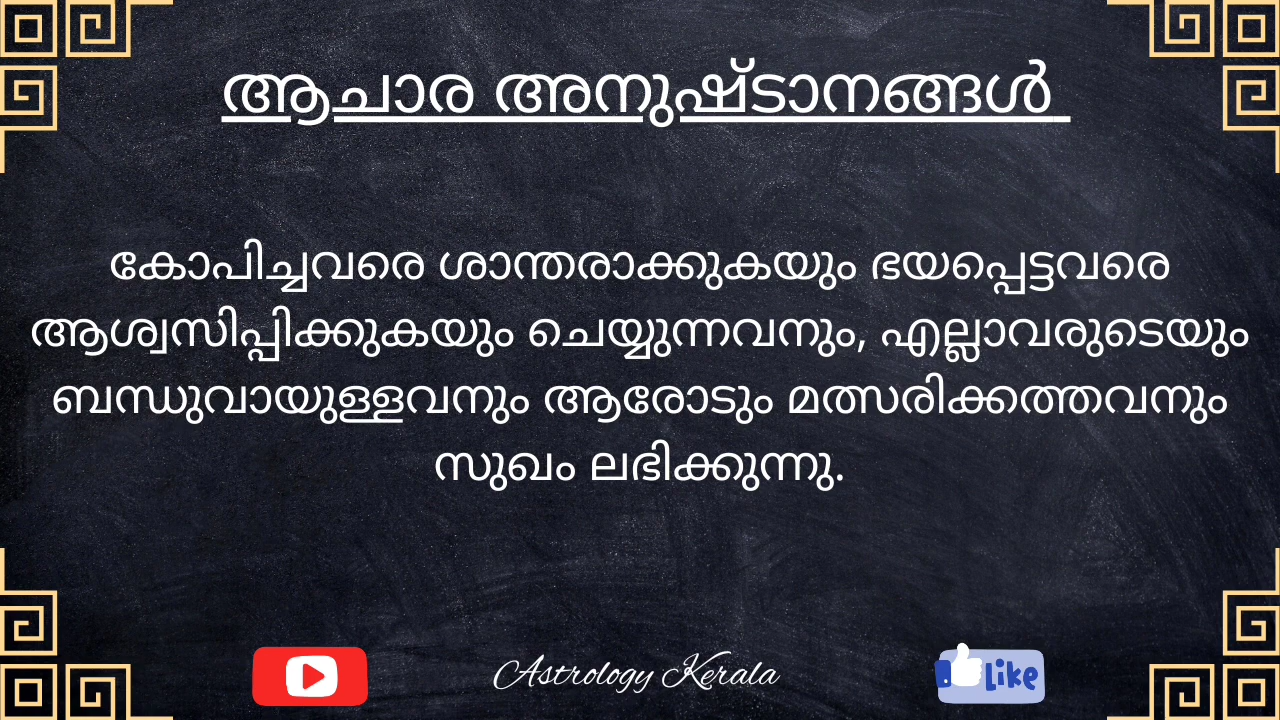 ആചാര അനുഷ്ടാനങ്ങൾ
കോപിച്ചവരെ ശാന്തരാക്കുകയും ഭയപ്പെട്ടവരെ
ആശ്വസിപ്പിക്കുകയും ചെയ്യുന്നവനും, എല്ലാവരുടെയും
ബന്ധുവായുള്ളവനും ആരോടും മത്സരിക്കത്തവനും
സുഖം ലഭിക്കുന്നു.
Astrology Kerala
Like